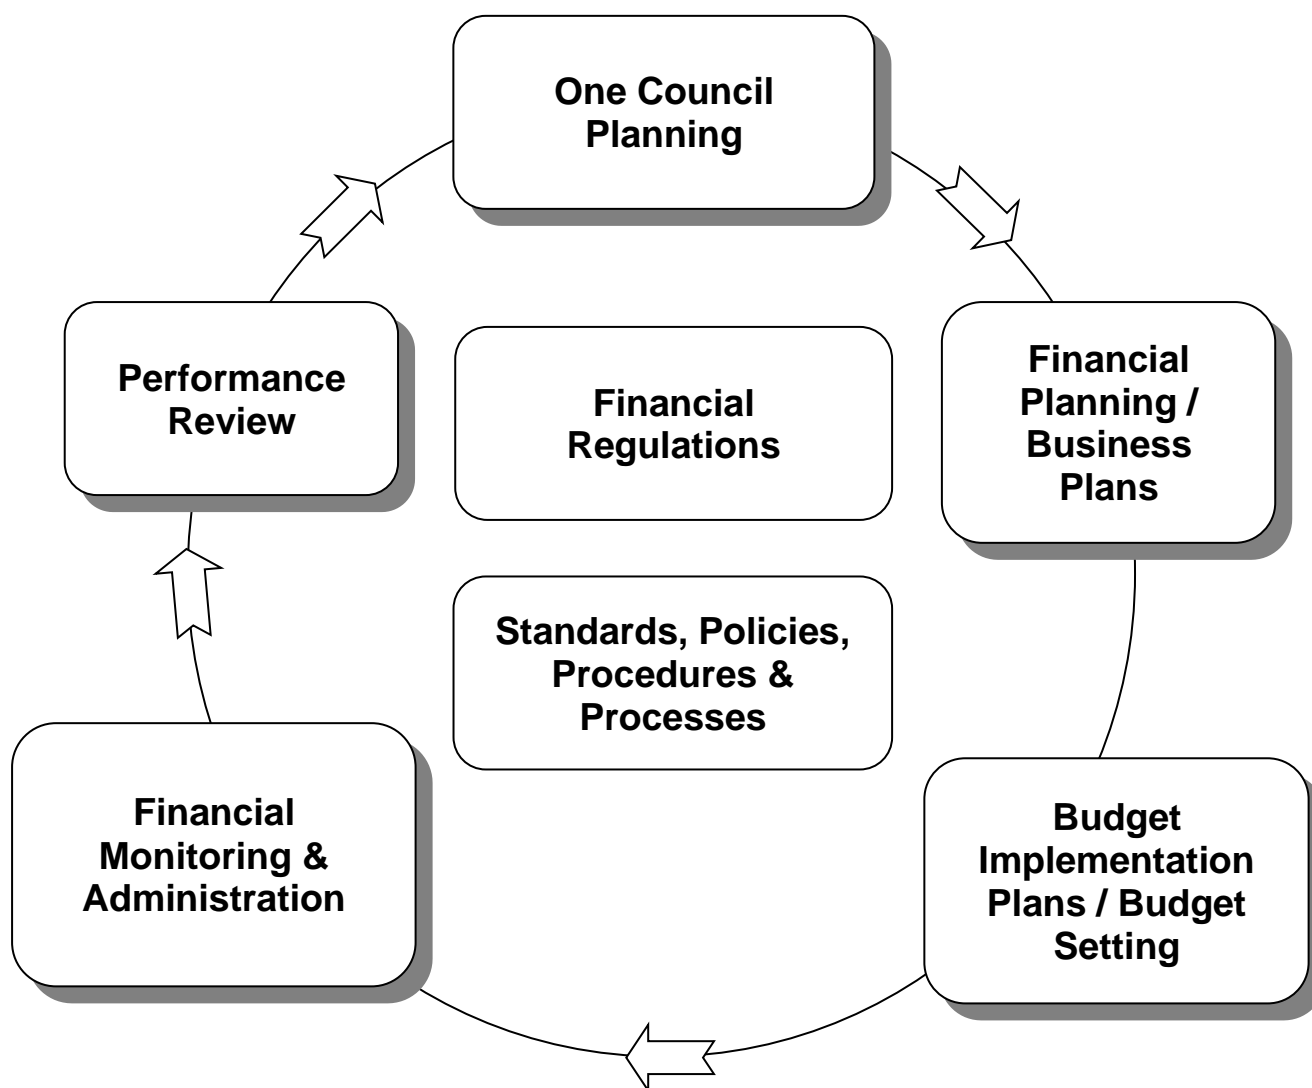 One Council
Planning
Performance
Review
Financial
Regulations
Financial
Planning /
Business
Plans
Standards, Policies,
Procedures &
Processes
Financial
Monitoring &
Administration
Budget
Implementation
Plans / Budget
Setting